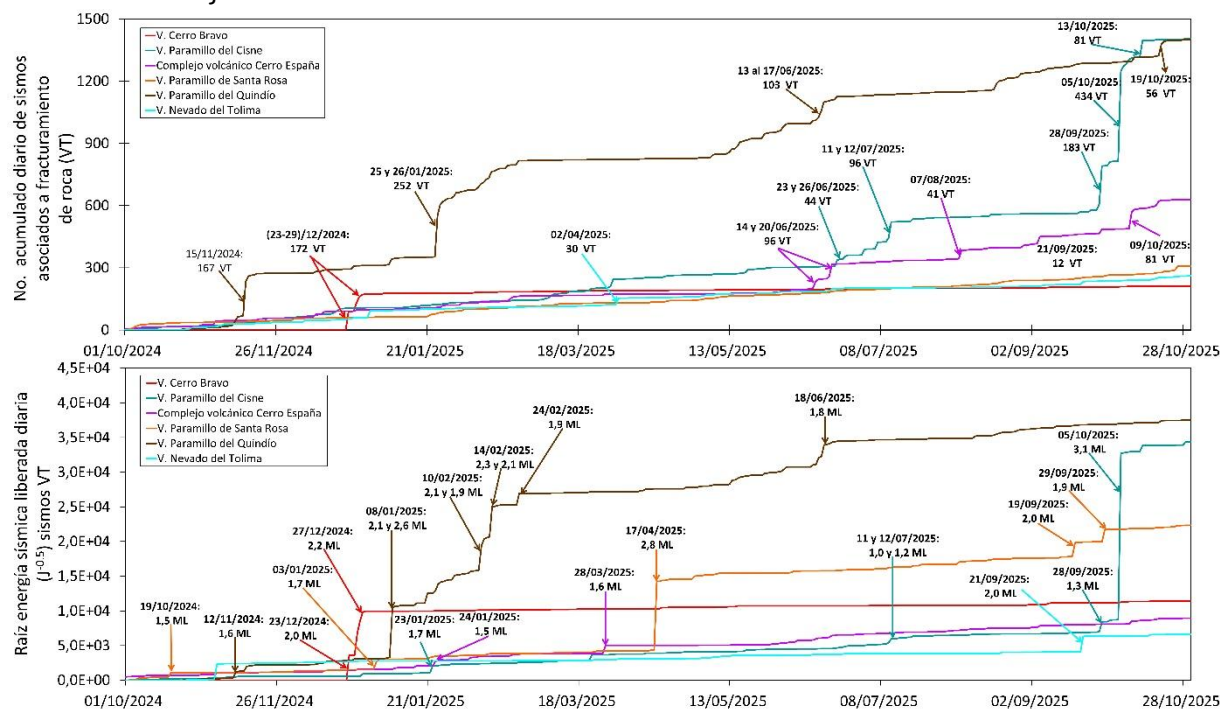 No. acumulado diario de sismos
asociados a fracturamiento
de roca (VT)
1500
1200
900
600
300
0
V. Cerro Bravo
V. Paramillo del Cisne
Complejo volcánico Cerro España
V. Paramillo de Santa Rosa
V. Paramillo del Quindío
V. Nevado del Tolima
15/11/2024:
167 VT
(23-29)/12/2024:
172 VT
25 y 26/01/2025:
252 VT
02/04/2025:
30 VT
13 al 17/06/2025:
103 VT
23 y 26/06/2025:
44 VT
14 y 20/06/2025:
96 VT
11 y 12/07/2025:
96 VT
07/08/2025:
41 VT
13/10/2025:
81 VT
05/10/2025:
434 VT
28/09/2025:
183 VT
21/09/2025:
12 VT
19/10/2025:
56 VT
09/10/2025:
81 VT
01/10/2024
26/11/2024
21/01/2025
18/03/2025
13/05/2025
08/07/2025
02/09/2025
28/10/2025
Raíz energía sísmica liberada diaria
(J^-0.5) sismos VT
4,5E+04
4,0E+04
3,5E+04
3,0E+04
2,5E+04
2,0E+04
1,5E+04
1,0E+04
5,0E+03
0,0E+00
V. Cerro Bravo
V. Paramillo del Cisne
Complejo volcánico Cerro España
V. Paramillo de Santa Rosa
V. Paramillo del Quindío
V. Nevado del Tolima
19/10/2024:
1,5 ML
12/11/2024:
1,6 ML
23/12/2024:
2,0 ML
03/01/2025:
1,7 ML
27/12/2024:
2,2 ML
08/01/2025:
2,1 y 2,6 ML
10/02/2025:
2,1 y 1,9 ML
14/02/2025:
2,3 y 2,1 ML
24/02/2025:
1,9 ML
23/01/2025:
1,7 ML
24/01/2025:
1,5 ML
28/03/2025:
1,6 ML
17/04/2025:
2,8 ML
18/06/2025:
1,8 ML
11 y 12/07/2025:
1,0 y 1,2 ML
05/10/2025:
3,1 ML
29/09/2025:
1,9 ML
19/09/2025:
2,0 ML
21/09/2025:
2,0 ML
28/09/2025:
1,3 ML
01/10/2024
26/11/2024
21/01/2025
18/03/2025
13/05/2025
08/07/2025
02/09/2025
28/10/2025